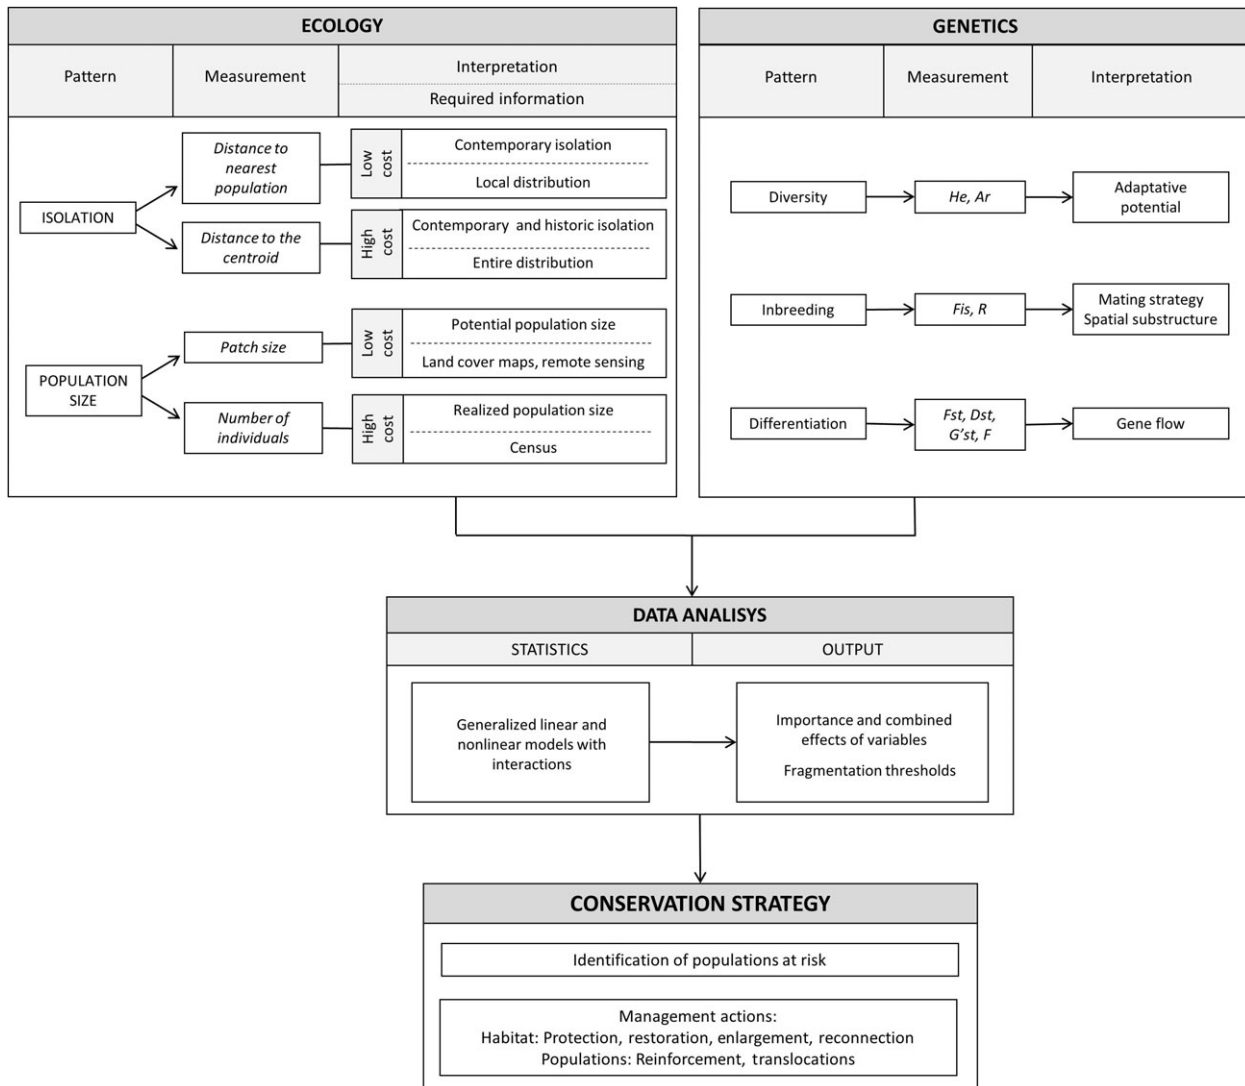 ECOLOGY
Pattern
Measurement
Interpretation
Required information
ISOLATION
Distance to
nearest
population
Low
cost
Contemporary isolation
Local distribution
Distance to the
centroid
High
cost
Contemporary and historic isolation
Entire distribution
POPULATION
SIZE
Patch size
Low
cost
Potential population size
Land cover maps, remote sensing
Number of
individuals
High
cost
Realized population size
Census
GENETICS
Pattern
Measurement
Interpretation
Diversity
He, Ar
Adaptative
potential
Inbreeding
Fis, R
Mating strategy
Spatial substructure
Differentiation
Fst, Dst,
G'st, F
Gene flow
DATA ANALISYS
STATISTICS
OUTPUT
Generalized linear and
nonlinear models with
interactions
Importance and combined
effects of variables
Fragmentation thresholds
CONSERVATION STRATEGY
Identification of populations at risk
Management actions:
Habitat: Protection, restoration, enlargement, reconnection
Populations: Reinforcement, translocations